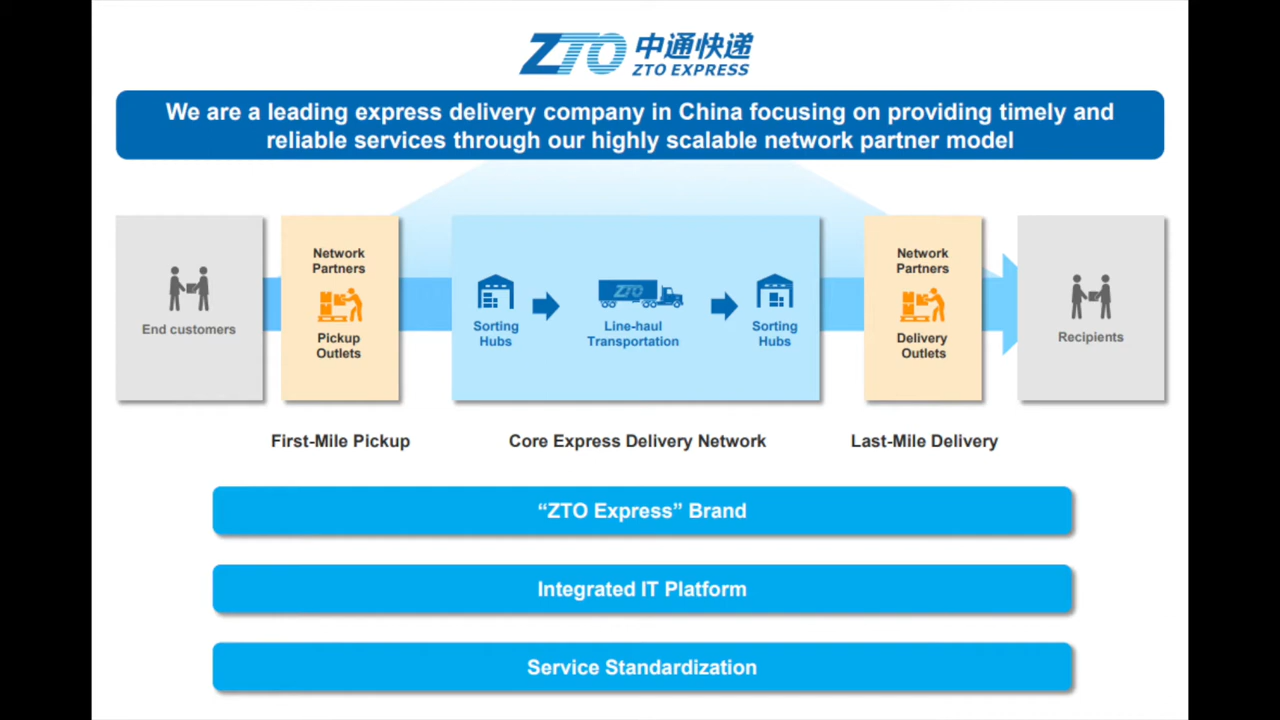 ZTO 中通快递
ZTO EXPRESS
We are a leading express delivery company in China focusing on providing timely and
reliable services through our highly scalable network partner model
End customers
Network
Partners
Pickup
Outlets
Sorting
Hubs
ZTO
Line-haul
Transportation
Sorting
Hubs
Network
Partners
Delivery
Outlets
Recipients
First-Mile Pickup
Core Express Delivery Network
Last-Mile Delivery
“ZTO Express” Brand
Integrated IT Platform
Service Standardization